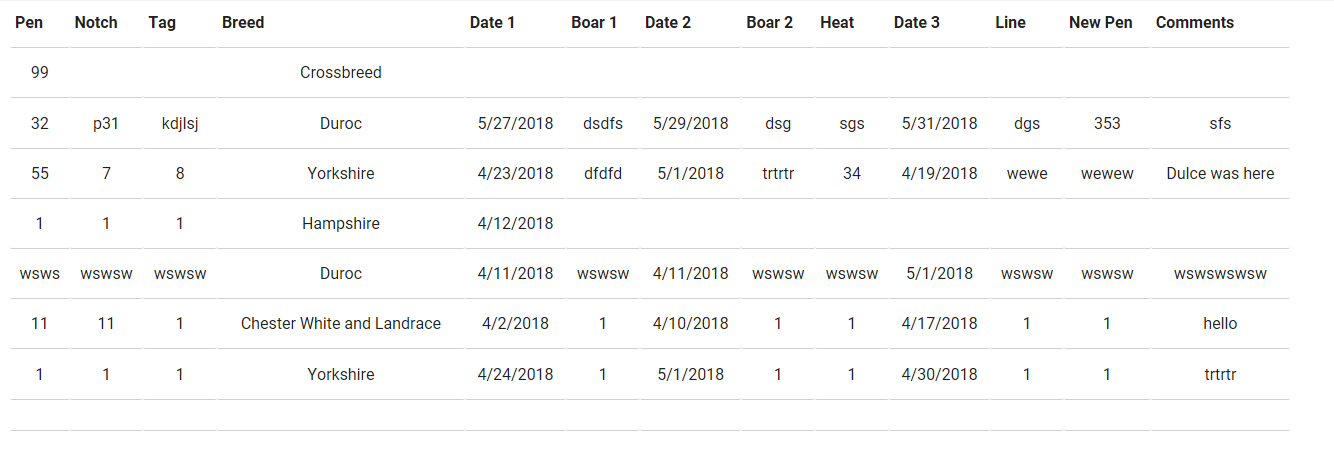 Pen Notch Tag Breed Date 1 Boar 1 Date 2 Boar 2 Heat Date 3 Line New Pen Comments
99 Crossbreed
32 p31 kdjlsj Duroc 5/27/2018 dsdfs 5/29/2018 dsg sgs 5/31/2018 dgs 353 sfs
55 7 8 Yorkshire 4/23/2018 dfdfd 5/1/2018 trtrtr 34 4/19/2018 wewe wewew Dulce was here
1 1 1 Hampshire 4/12/2018
wsws wswsw wswsw Duroc 4/11/2018 wswsw 4/11/2018 wswsw wswsw 5/1/2018 wswsw wswsw wswswswsw
11 11 1 Chester White and Landrace 4/2/2018 1 4/10/2018 1 1 4/17/2018 1 1 hello
1 1 1 Yorkshire 4/24/2018 1 5/1/2018 1 1 4/30/2018 1 1 trtrtr